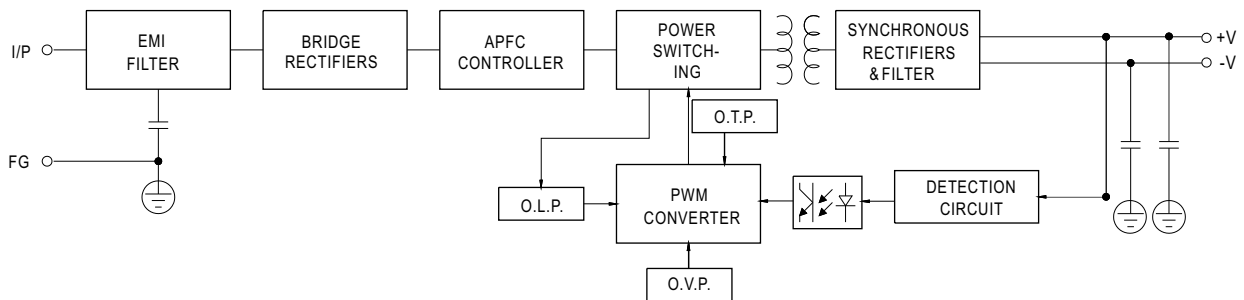 I/P
EMI
FILTER
BRIDGE
RECTIFIERS
APFC
CONTROLLER
POWER
SWITCH-
ING
SYNCHRONOUS
RECTIFIERS
& FILTER
+V
-V
O.T.P.
FG
O.L.P.
PWM
CONVERTER
DETECTION
CIRCUIT
O.V.P.